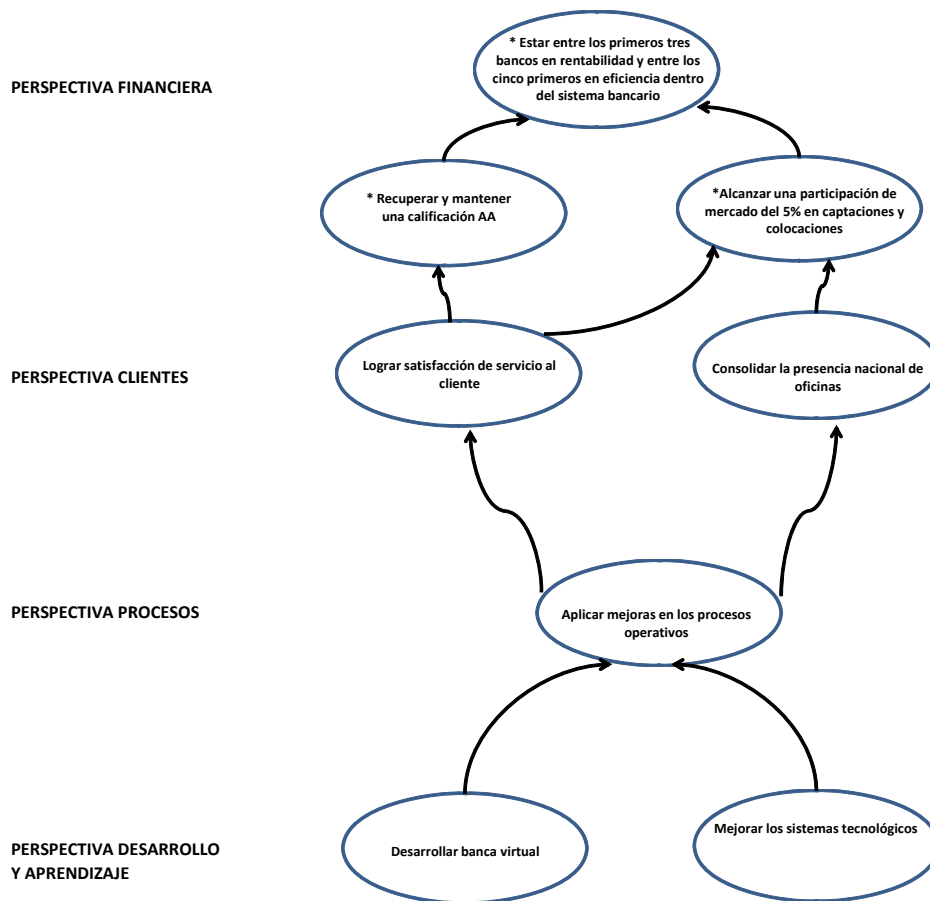 * Estar entre los primeros tres
bancos en rentabilidad y entre los
cinco primeros en eficiencia dentro
del sistema bancario
PERSPECTIVA FINANCIERA
* Recuperar y mantener
una calificación AA
*Alcanzar una participación de
mercado del 5% en captaciones y
colocaciones
PERSPECTIVA CLIENTES
Lograr satisfacción de servicio al
cliente
Consolidar la presencia nacional de
oficinas
PERSPECTIVA PROCESOS
Aplicar mejoras en los procesos
operativos
PERSPECTIVA DESARROLLO
Y APRENDIZAJE
Desarrollar banca virtual
Mejorar los sistemas tecnológicos